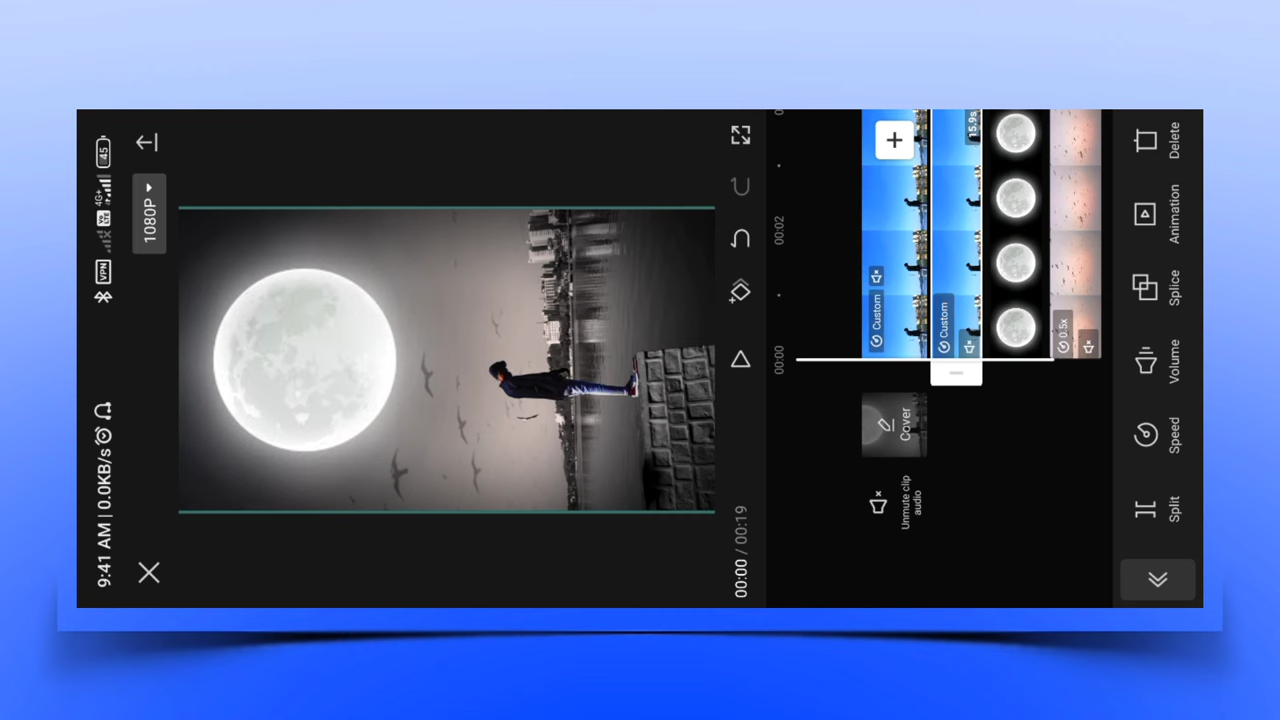 9:41 AM | 0.0KB/s
VPN
4G+
45
1080P
00:00 / 00:19
00:00
00:02
Unmute clip
audio
Cover
Custom
Custom
15.9s
0.5x
Split
Speed
Volume
Splice
Animation
Delete